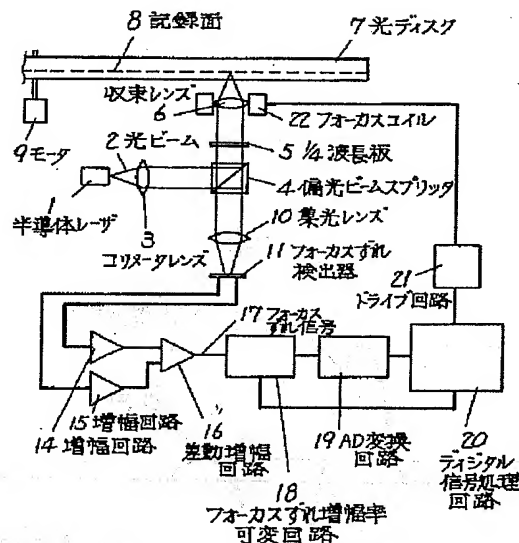 8 記録面
7 光ディスク
収束レンズ
6
22 フォーカスコイル
9 モータ
2 光ビーム
5 1/4 波長板
4 偏光ビームスプリッタ
1
半導体レーザ
3
コリメータレンズ
10 集光レンズ
11 フォーカスずれ
検出器
21
ドライブ回路
17 フォーカス
ずれ信号
15 増幅回路
14 増幅回路
16
差動増幅
回路
19 AD変換
回路
20
ディジタル
信号処理
回路
18
フォーカスずれ増幅率
可変回路